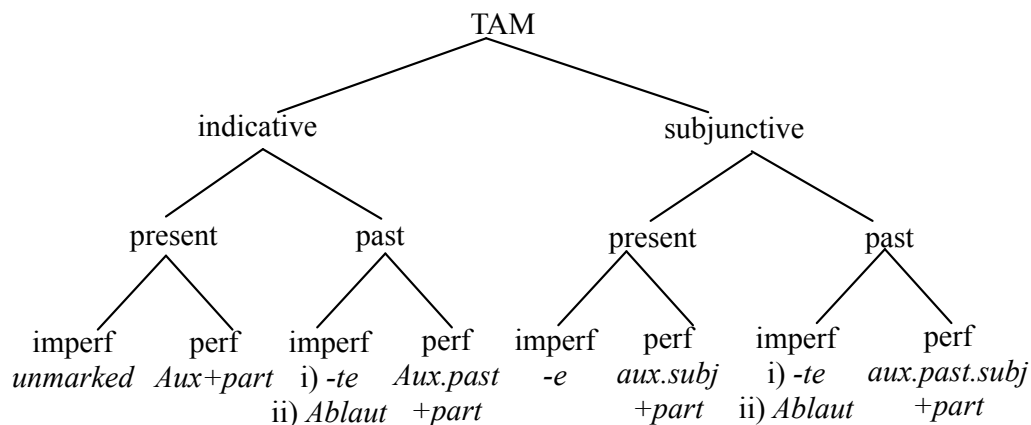 TAM
indicative subjunctive
present past present past
imperf perf imperf perf imperf perf imperf perf
unmarked Aux+part i) -te Aux.past -e aux.subj i) -te aux.past.subj
ii) Ablaut +part +part ii) Ablaut +part